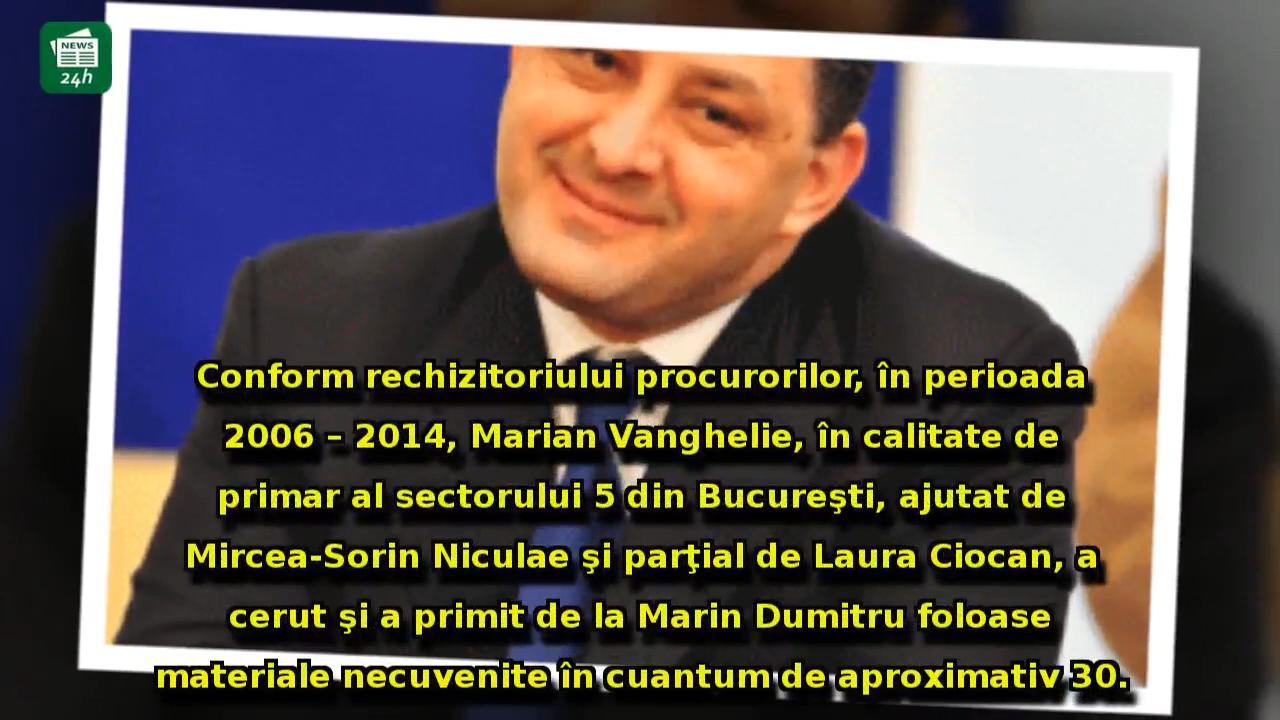 NEWS
24h
Conform rechizitoriului procurorilor, în perioada
2006 – 2014, Marian Vanghelie, în calitate de
primar al sectorului 5 din Bucureşti, ajutat de
Mircea-Sorin Niculae şi parţial de Laura Ciocan, a
cerut şi a primit de la Marin Dumitru foloase
materiale necuvenite în cuantum de aproximativ 30.